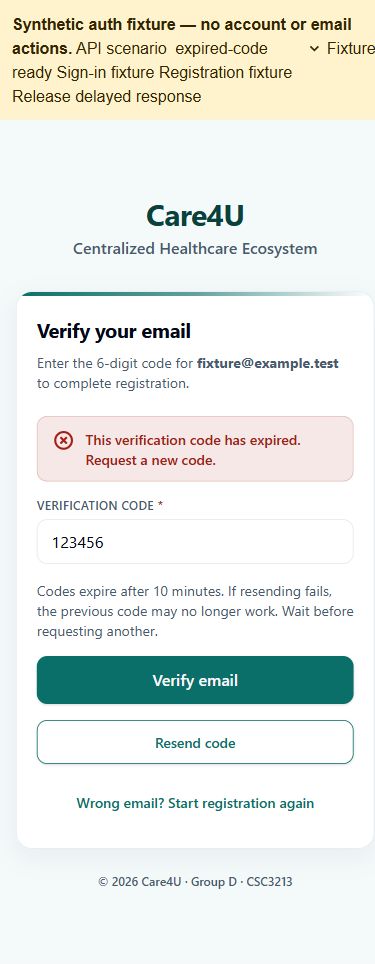 Synthetic auth fixture — no account or email
actions. API scenario expired-code Fixture
ready Sign-in fixture Registration fixture
Release delayed response
Care4U
Centralized Healthcare Ecosystem
Verify your email
Enter the 6-digit code for fixture@example.test
to complete registration.
This verification code has expired.
Request a new code.
VERIFICATION CODE *
123456
Codes expire after 10 minutes. If resending fails,
the previous code may no longer work. Wait before
requesting another.
Verify email
Resend code
Wrong email? Start registration again
© 2026 Care4U · Group D · CSC3213